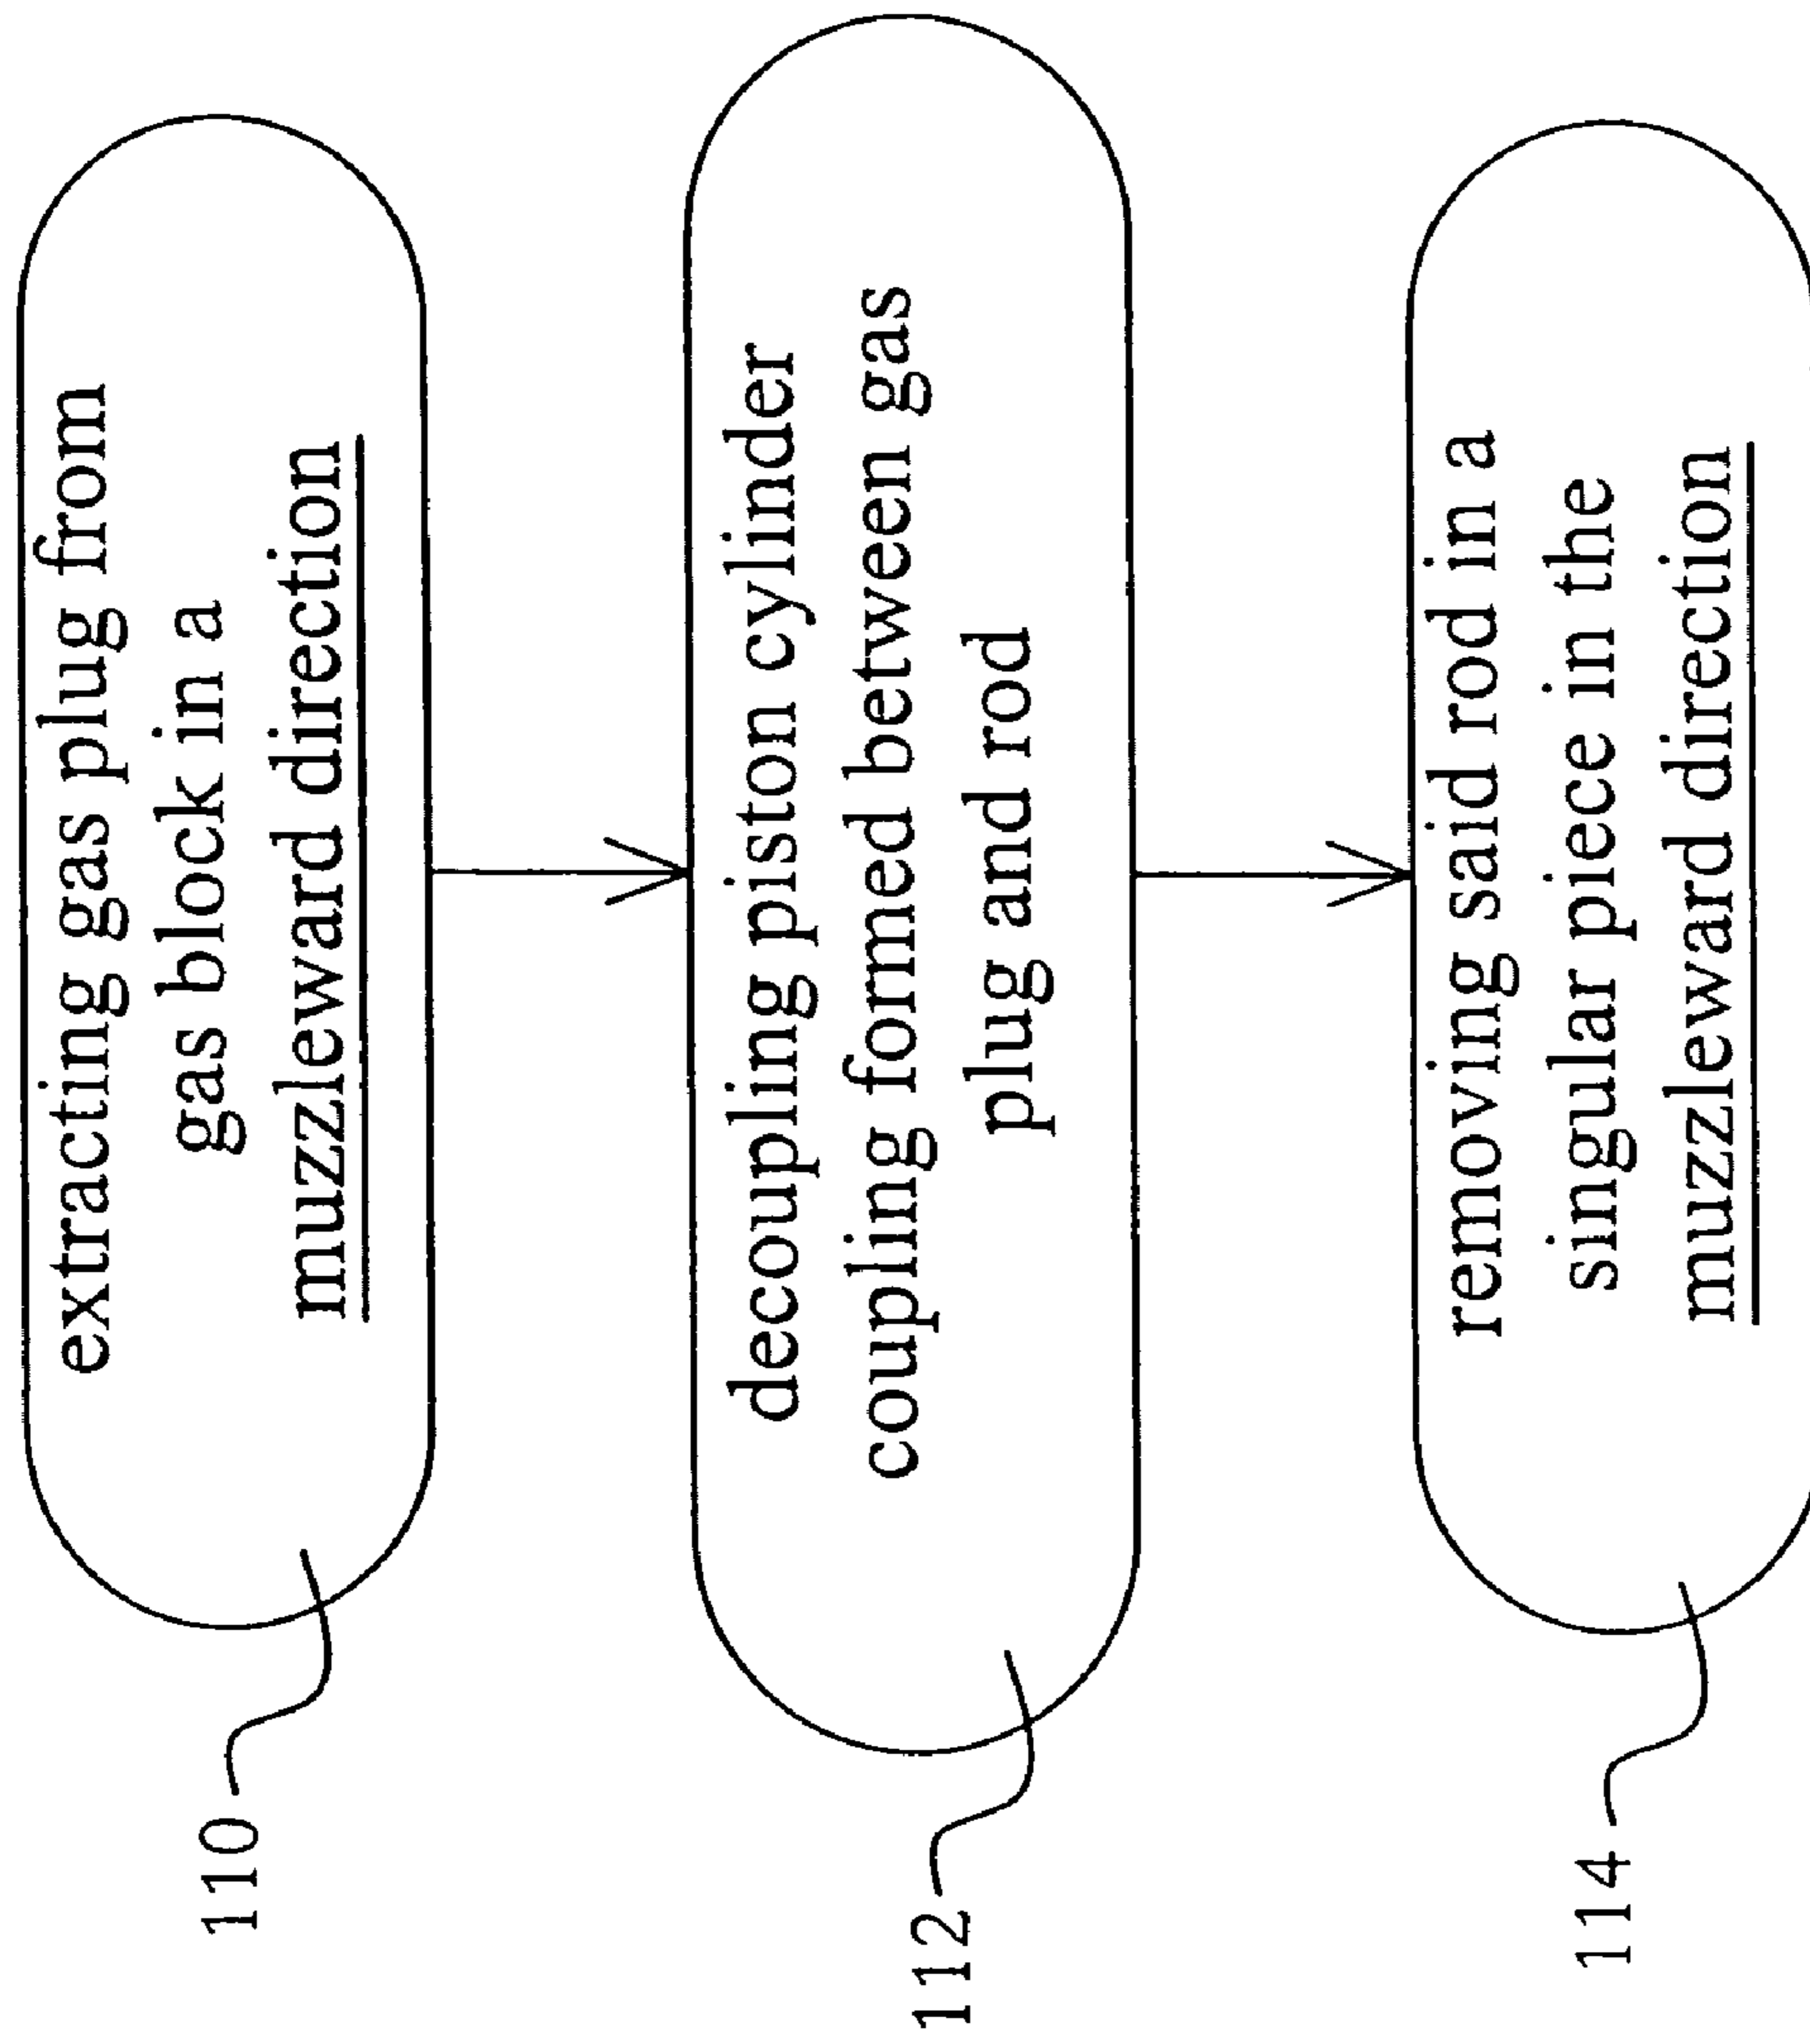 extracting gas plug from
gas block in a
muzzleward direction
110
decoupling piston cylinder
coupling formed between gas
plug and rod
112
removing said rod in a
singular piece in the
muzzleward direction
114